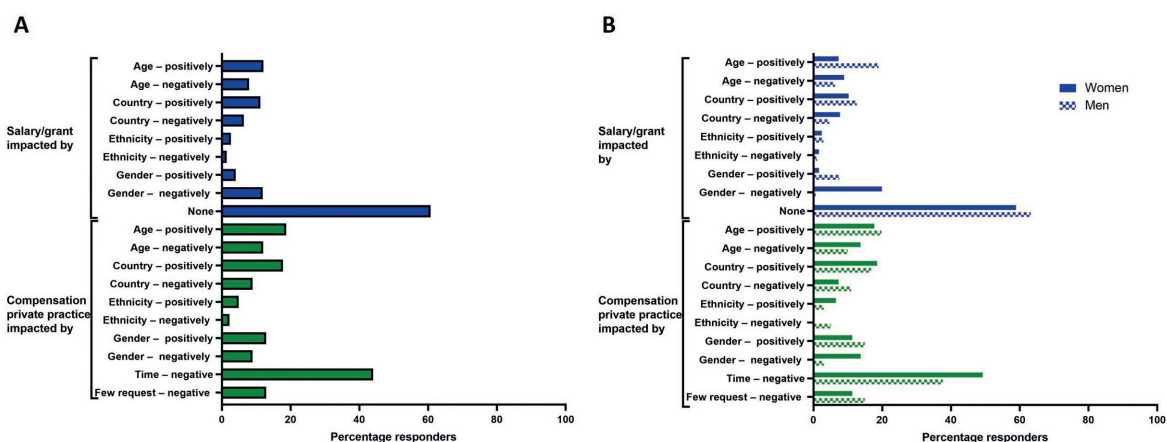 A
Salary/grant
impacted by
Age – positively
Age – negatively
Country – positively
Country – negatively
Ethnicity – positively
Ethnicity – negatively
Gender – positively
Gender – negatively
None
Compensation
private practice
impacted by
Age – positively
Age – negatively
Country – positively
Country – negatively
Ethnicity – positively
Ethnicity – negatively
Gender – positively
Gender – negatively
Time – negative
Few request – negative
0 20 40 60 80 100
Percentage responders
B
Women
Men
Salary/grant
impacted
by
Age – positively
Age – negatively
Country – positively
Country – negatively
Ethnicity – positively
Ethnicity – negatively
Gender – positively
Gender – negatively
None
Compensation
private practice
impacted by
Age – positively
Age – negatively
Country – positively
Country – negatively
Ethnicity – positively
Ethnicity – negatively
Gender – positively
Gender – negatively
Time – negative
Few request – negative
0 20 40 60 80 100
Percentage responders